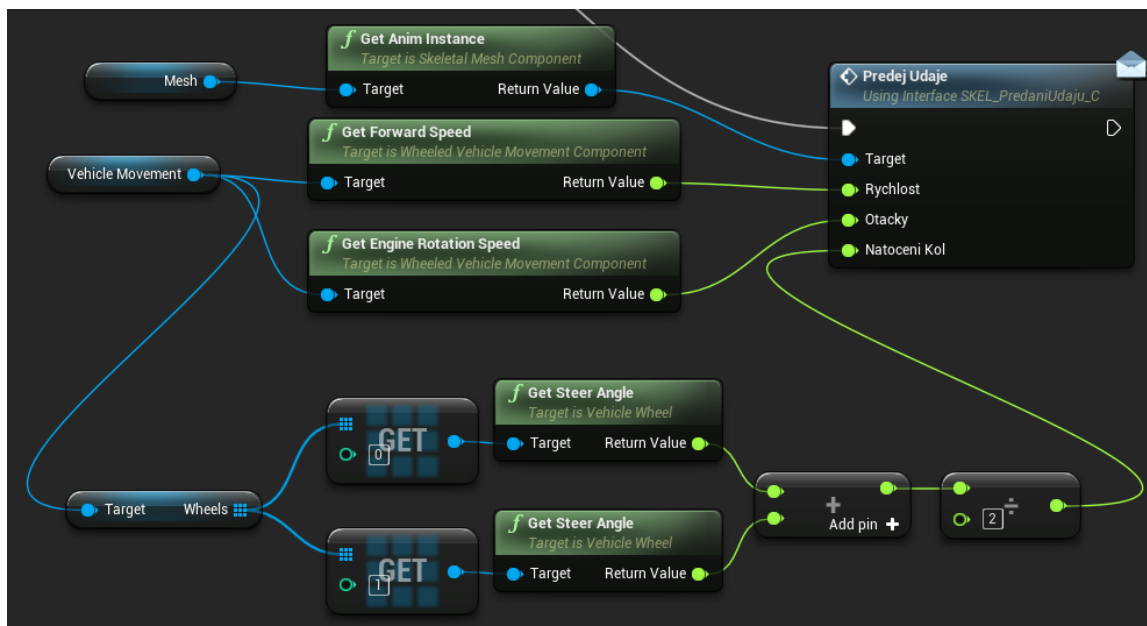 Mesh
f Get Anim Instance
Target is Skeletal Mesh Component
Target Return Value
Vehicle Movement
f Get Forward Speed
Target is Wheeled Vehicle Movement Component
Target Return Value
f Get Engine Rotation Speed
Target is Wheeled Vehicle Movement Component
Target Return Value
Predej Udaje
Using Interface SKEL_PredaniUdaju_C
Target
Rychlost
Otacky
Natoceni Kol
Target Wheels
GET
0
f Get Steer Angle
Target is Vehicle Wheel
Target Return Value
GET
1
f Get Steer Angle
Target is Vehicle Wheel
Target Return Value
+
Add pin +
2 ÷